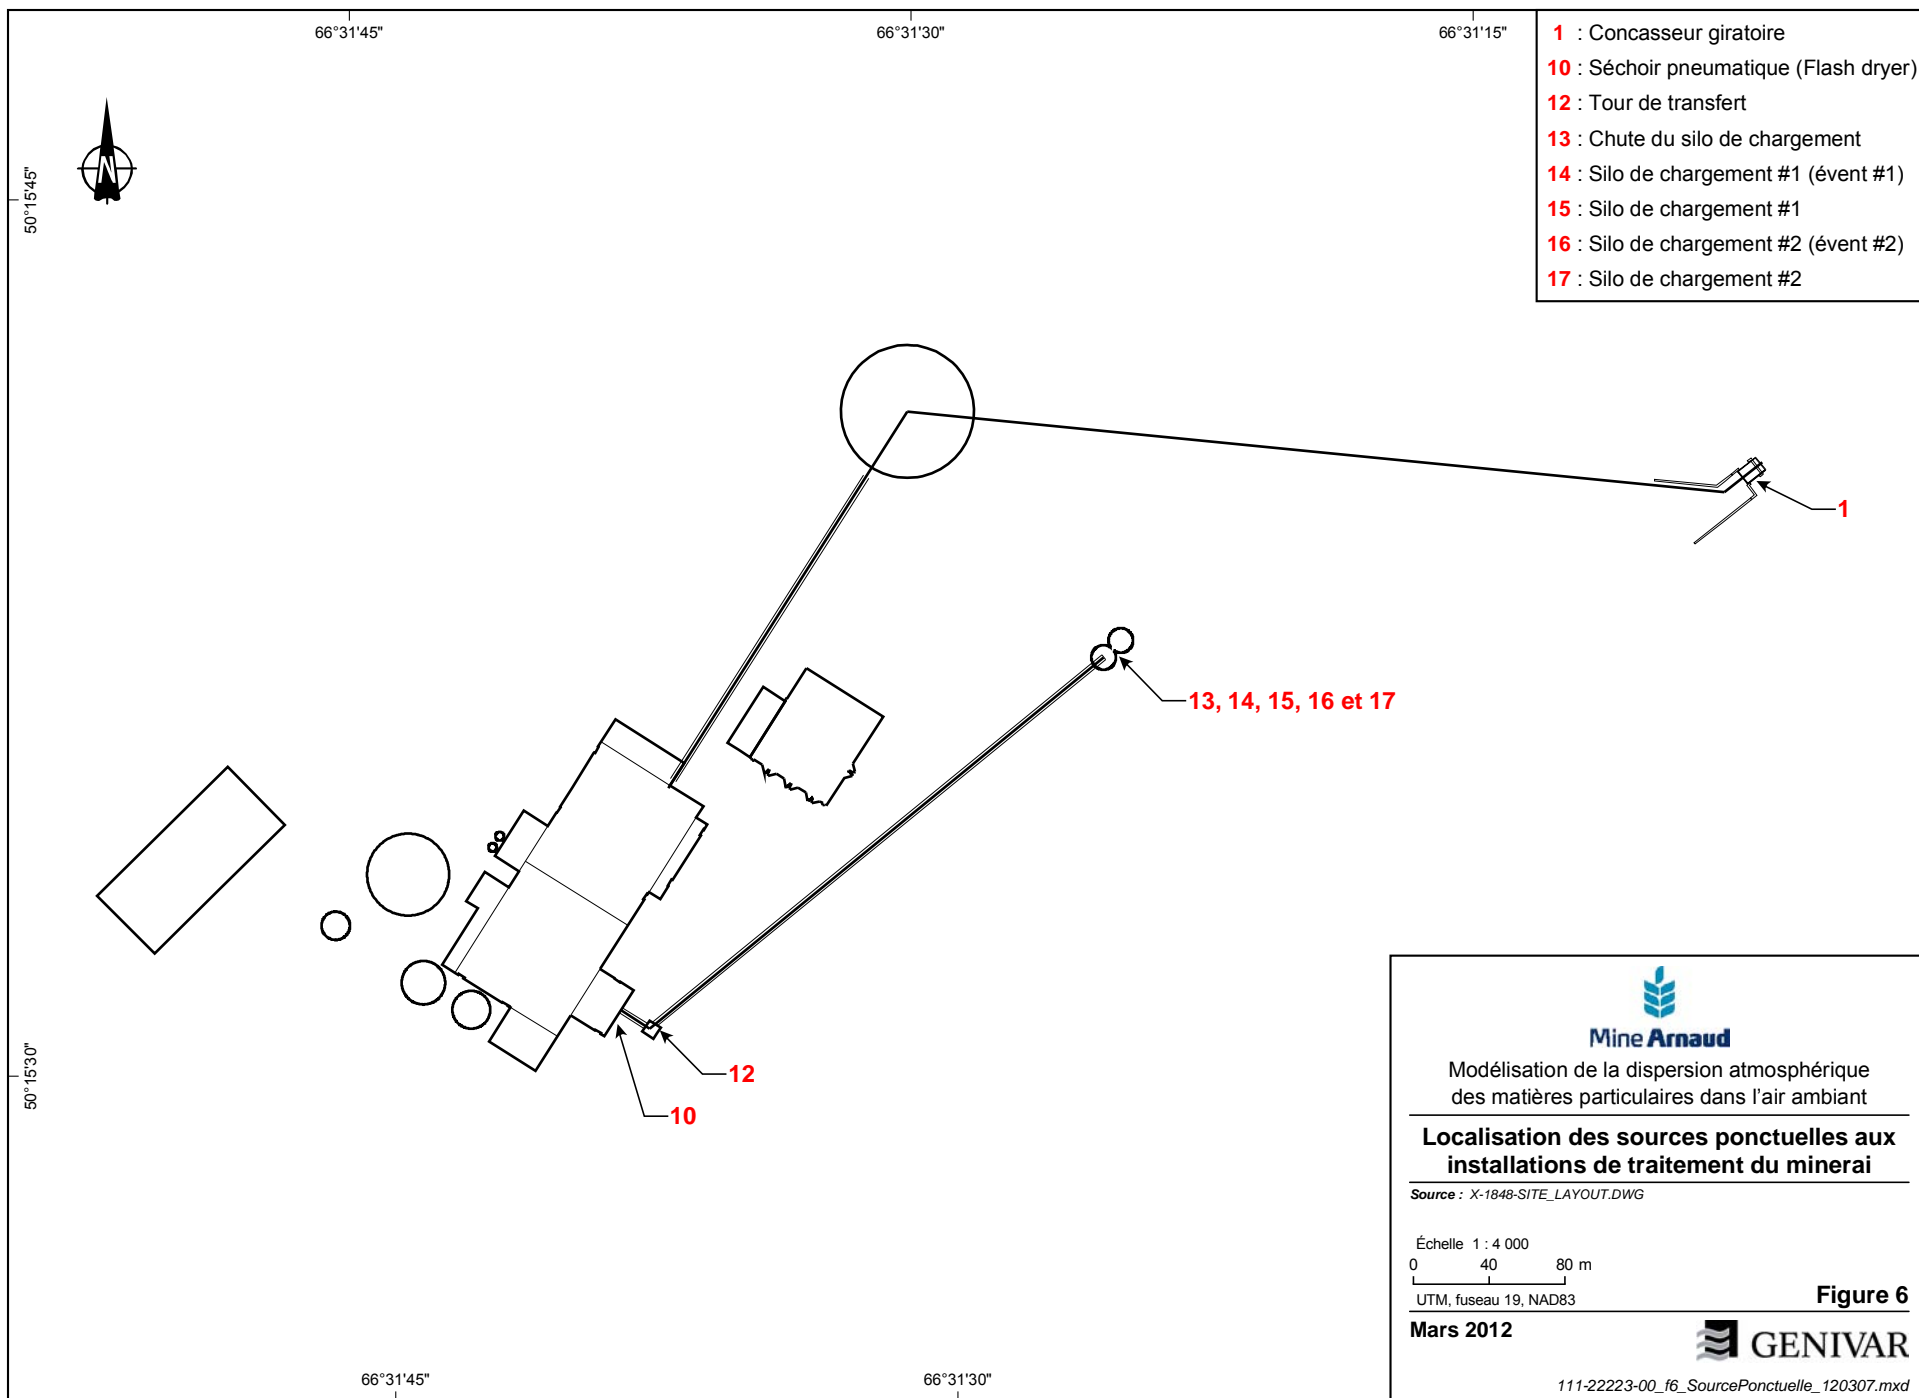 66°31'45"
66°31'30"
66°31'15"
50°15'45"
50°15'30"
N
1 : Concasseur giratoire
10 : Séchoir pneumatique (Flash dryer)
12 : Tour de transfert
13 : Chute du silo de chargement
14 : Silo de chargement #1 (évent #1)
15 : Silo de chargement #1
16 : Silo de chargement #2 (évent #2)
17 : Silo de chargement #2
1
13, 14, 15, 16 et 17
12
10
Mine Arnaud
Modélisation de la dispersion atmosphérique
des matières particulaires dans l'air ambiant
Localisation des sources ponctuelles aux
installations de traitement du minerai
Source : X-1848-SITE_LAYOUT.DWG
Échelle 1 : 4 000
0 40 80 m
UTM, fuseau 19, NAD83
Figure 6
Mars 2012
GENIVAR
111-22223-00_f6_SourcePonctuelle_120307.mxd
66°31'45"
66°31'30"